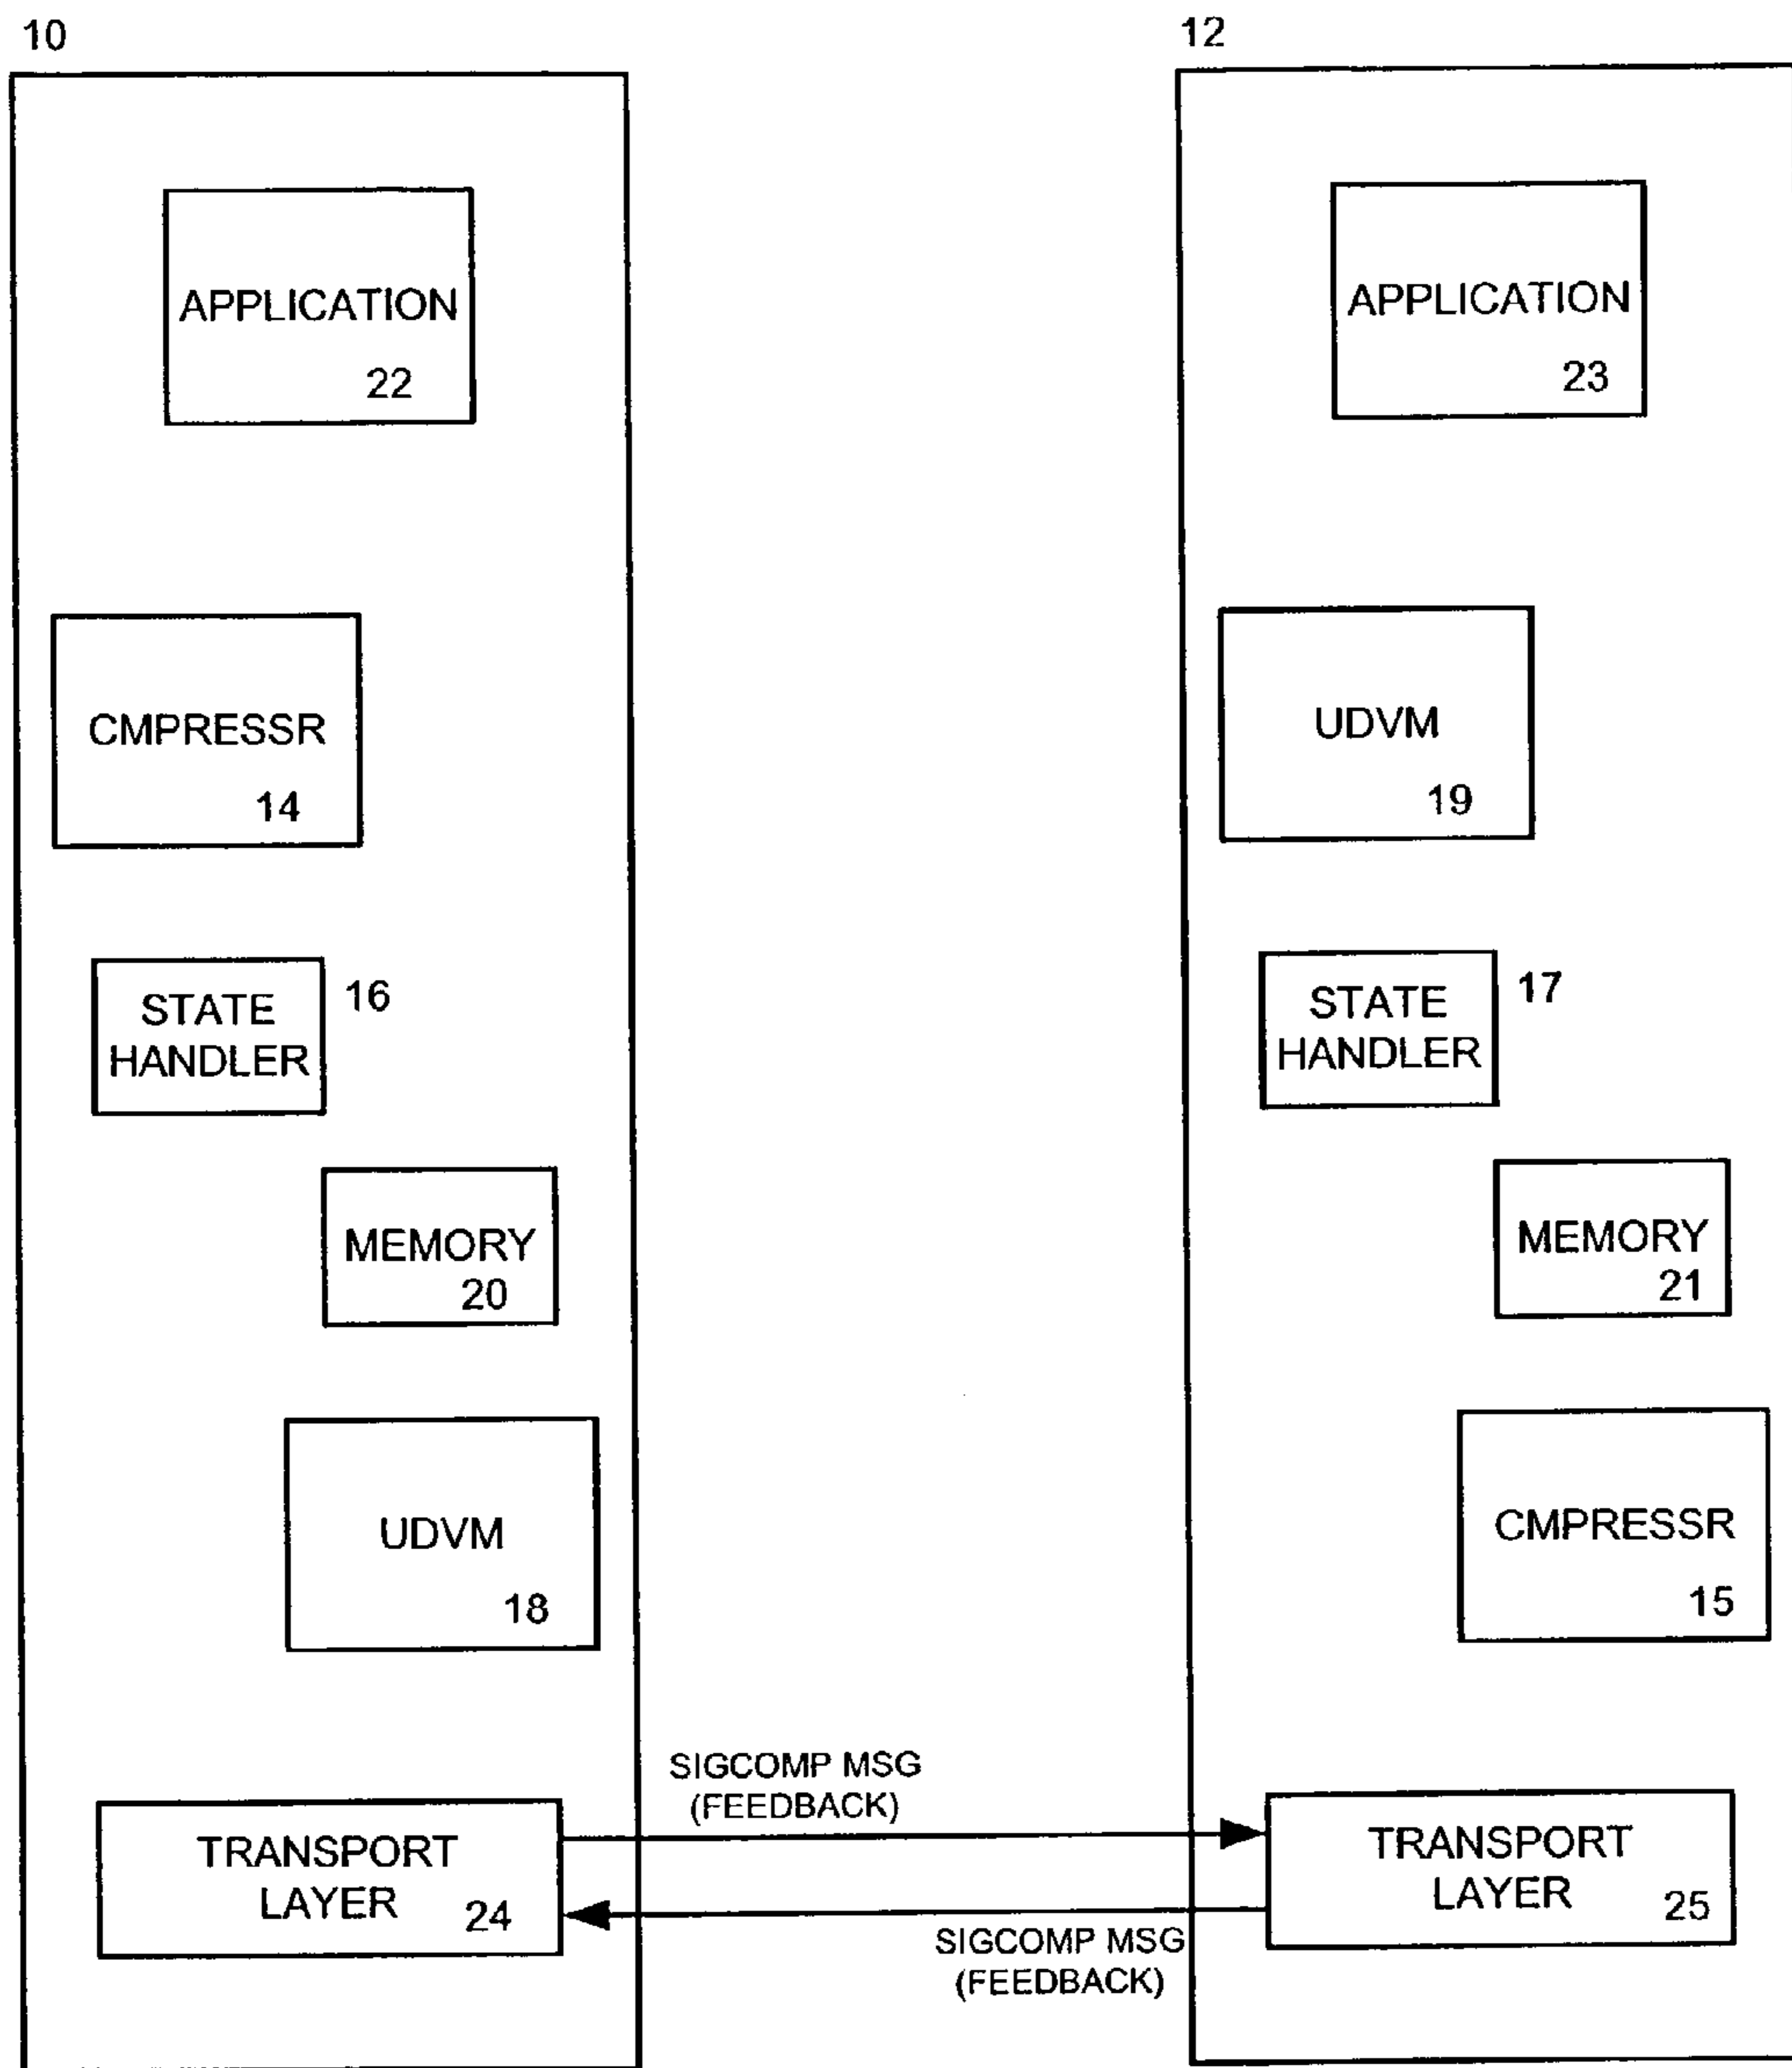 10
12
APPLICATION
22
APPLICATION
23
CMPRESSR
14
UDVM
19
STATE
HANDLER
16
STATE
HANDLER
17
MEMORY
20
MEMORY
21
UDVM
18
CMPRESSR
15
SIGCOMP MSG
(FEEDBACK)
TRANSPORT
LAYER
24
TRANSPORT
LAYER
25
SIGCOMP MSG
(FEEDBACK)